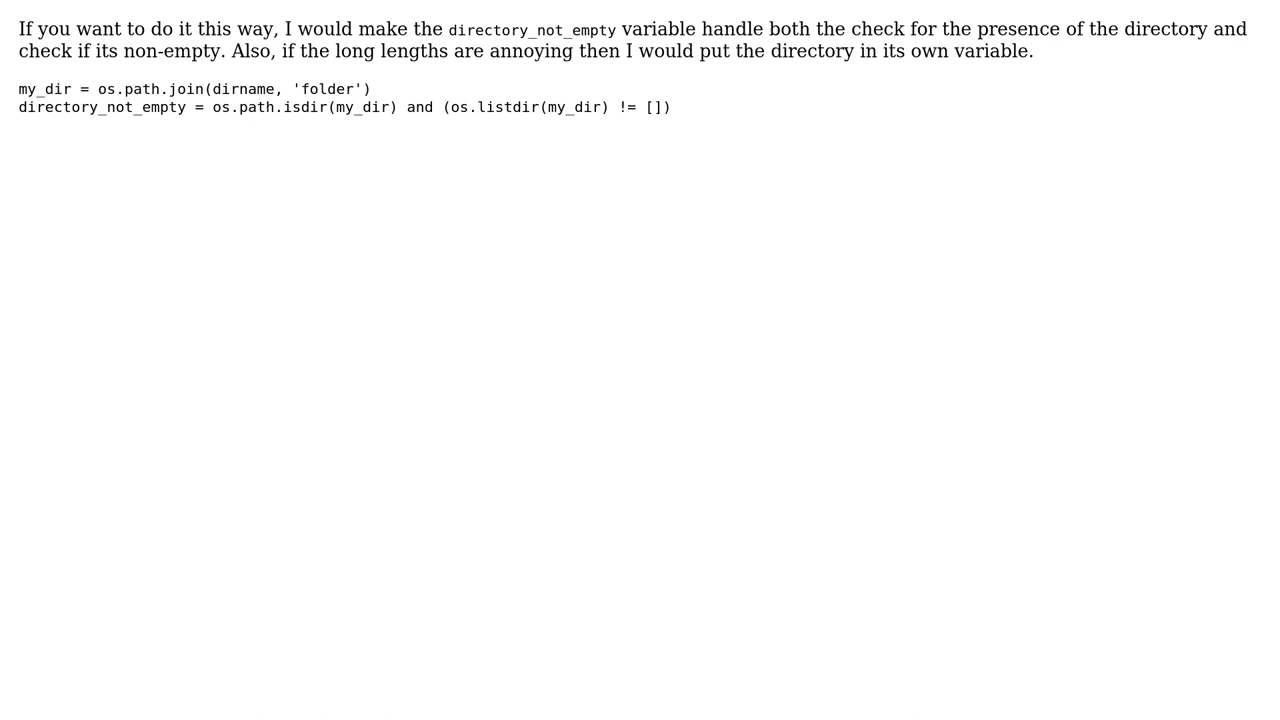 If you want to do it this way, I would make the directory_not_empty variable handle both the check for the presence of the directory and
check if its non-empty. Also, if the long lengths are annoying then I would put the directory in its own variable.
my_dir = os.path.join(dirname, 'folder')
directory_not_empty = os.path.isdir(my_dir) and (os.listdir(my_dir) != [])